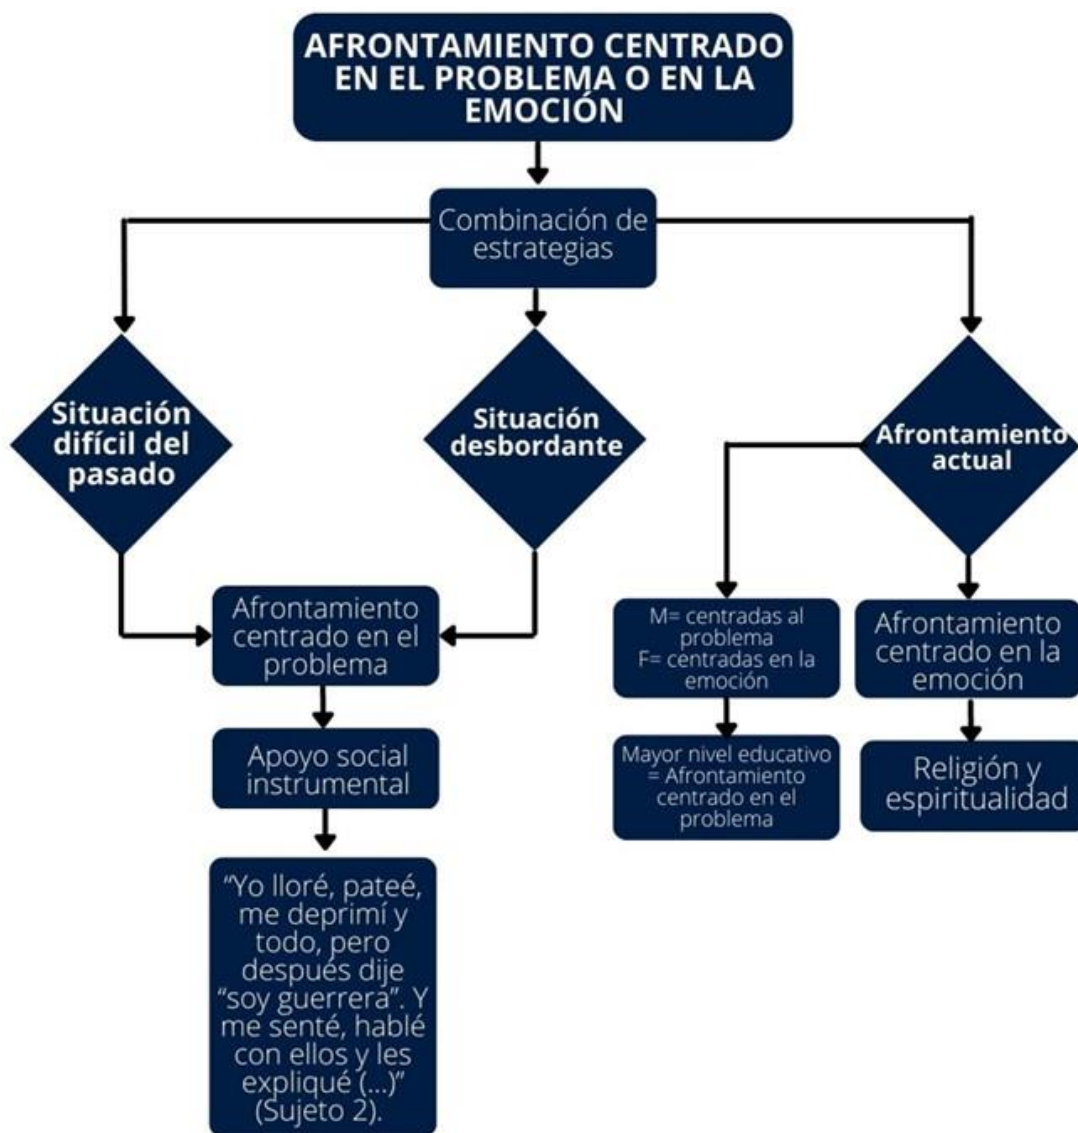 AFRONTAMIENTO CENTRADO
EN EL PROBLEMA O EN LA
EMOCIÓN
Combinación de
estrategias
Situación
difícil del
pasado
Situación
desbordante
Afrontamiento
actual
Afrontamiento
centrado en el
problema
M= centradas al
problema
F= centradas en la
emoción
Afrontamiento
centrado en la
emoción
Apoyo social
instrumental
Mayor nivel educativo
= Afrontamiento
centrado en el
problema
Religión y
espiritualidad
“Yo lloré, pateé,
me deprimí y
todo, pero
después dije
“soy guerrera”. Y
me senté, hablé
con ellos y les
expliqué (...)”
(Sujeto 2).